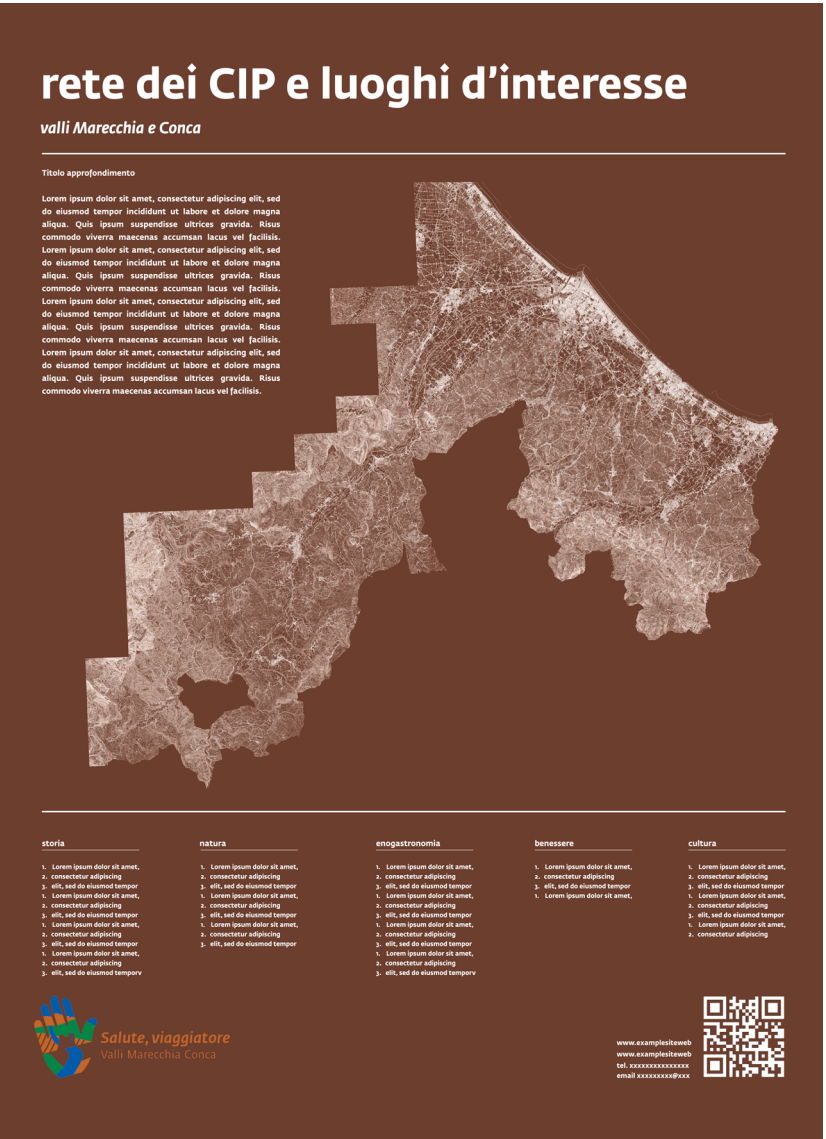 rete dei CIP e luoghi d’interesse
valli Marecchia e Conca
Titolo approfondimento
Lorem ipsum dolor sit amet, consectetur adipiscing elit, sed
do eiusmod tempor incididunt ut labore et dolore magna
aliqua. Quis ipsum suspendisse ultrices gravida. Risus
commodo viverra maecenas accumsan lacus vel facilisis.
Lorem ipsum dolor sit amet, consectetur adipiscing elit, sed
do eiusmod tempor incididunt ut labore et dolore magna
aliqua. Quis ipsum suspendisse ultrices gravida. Risus
commodo viverra maecenas accumsan lacus vel facilisis.
Lorem ipsum dolor sit amet, consectetur adipiscing elit, sed
do eiusmod tempor incididunt ut labore et dolore magna
aliqua. Quis ipsum suspendisse ultrices gravida. Risus
commodo viverra maecenas accumsan lacus vel facilisis.
Lorem ipsum dolor sit amet, consectetur adipiscing elit, sed
do eiusmod tempor incididunt ut labore et dolore magna
aliqua. Quis ipsum suspendisse ultrices gravida. Risus
commodo viverra maecenas accumsan lacus vel facilisis.
storia
1. Lorem ipsum dolor sit amet,
2. consectetur adipiscing
3. elit, sed do eiusmod tempor
1. Lorem ipsum dolor sit amet,
2. consectetur adipiscing
3. elit, sed do eiusmod tempor
1. Lorem ipsum dolor sit amet,
2. consectetur adipiscing
3. elit, sed do eiusmod tempor
1. Lorem ipsum dolor sit amet,
2. consectetur adipiscing
3. elit, sed do eiusmod temporv
natura
1. Lorem ipsum dolor sit amet,
2. consectetur adipiscing
3. elit, sed do eiusmod tempor
1. Lorem ipsum dolor sit amet,
2. consectetur adipiscing
3. elit, sed do eiusmod tempor
1. Lorem ipsum dolor sit amet,
2. consectetur adipiscing
3. elit, sed do eiusmod tempor
enogastronomia
1. Lorem ipsum dolor sit amet,
2. consectetur adipiscing
3. elit, sed do eiusmod tempor
1. Lorem ipsum dolor sit amet,
2. consectetur adipiscing
3. elit, sed do eiusmod tempor
1. Lorem ipsum dolor sit amet,
2. consectetur adipiscing
3. elit, sed do eiusmod tempor
1. Lorem ipsum dolor sit amet,
2. consectetur adipiscing
3. elit, sed do eiusmod temporv
benessere
1. Lorem ipsum dolor sit amet,
2. consectetur adipiscing
3. elit, sed do eiusmod tempor
1. Lorem ipsum dolor sit amet,
cultura
1. Lorem ipsum dolor sit amet,
2. consectetur adipiscing
3. elit, sed do eiusmod tempor
1. Lorem ipsum dolor sit amet,
2. consectetur adipiscing
3. elit, sed do eiusmod tempor
1. Lorem ipsum dolor sit amet,
2. consectetur adipiscing
Salute, viaggiatore
Valli Marecchia Conca
www.examplesiteweb
www.examplesiteweb
tel. xxxxxxxxxxxxxxx
email xxxxxxxxx@xxx